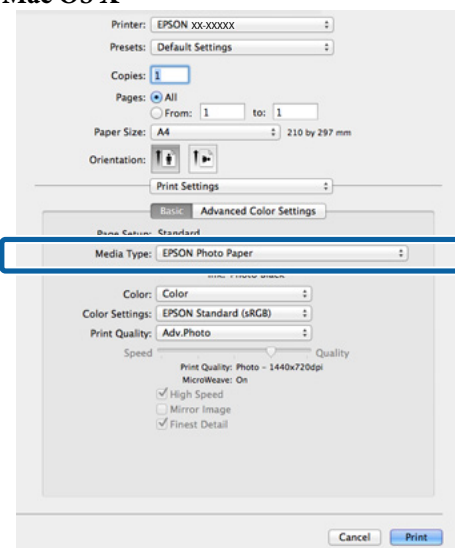 Mac OS X
Printer: EPSON XX-XXXXX
Presets: Default Settings
Copies: 1
Pages: All
From: 1 to: 1
Paper Size: A4 210 by 297 mm
Orientation:
Print Settings
Basic Advanced Color Settings
Page Setup: Standard
Media Type: EPSON Photo Paper
Ink: Photo Black
Color: Color
Color Settings: EPSON Standard (sRGB)
Print Quality: Adv.Photo
Speed Quality
Print Quality: Photo - 1440x720dpi
MicroWeave: On
High Speed
Mirror Image
Finest Detail
Cancel Print